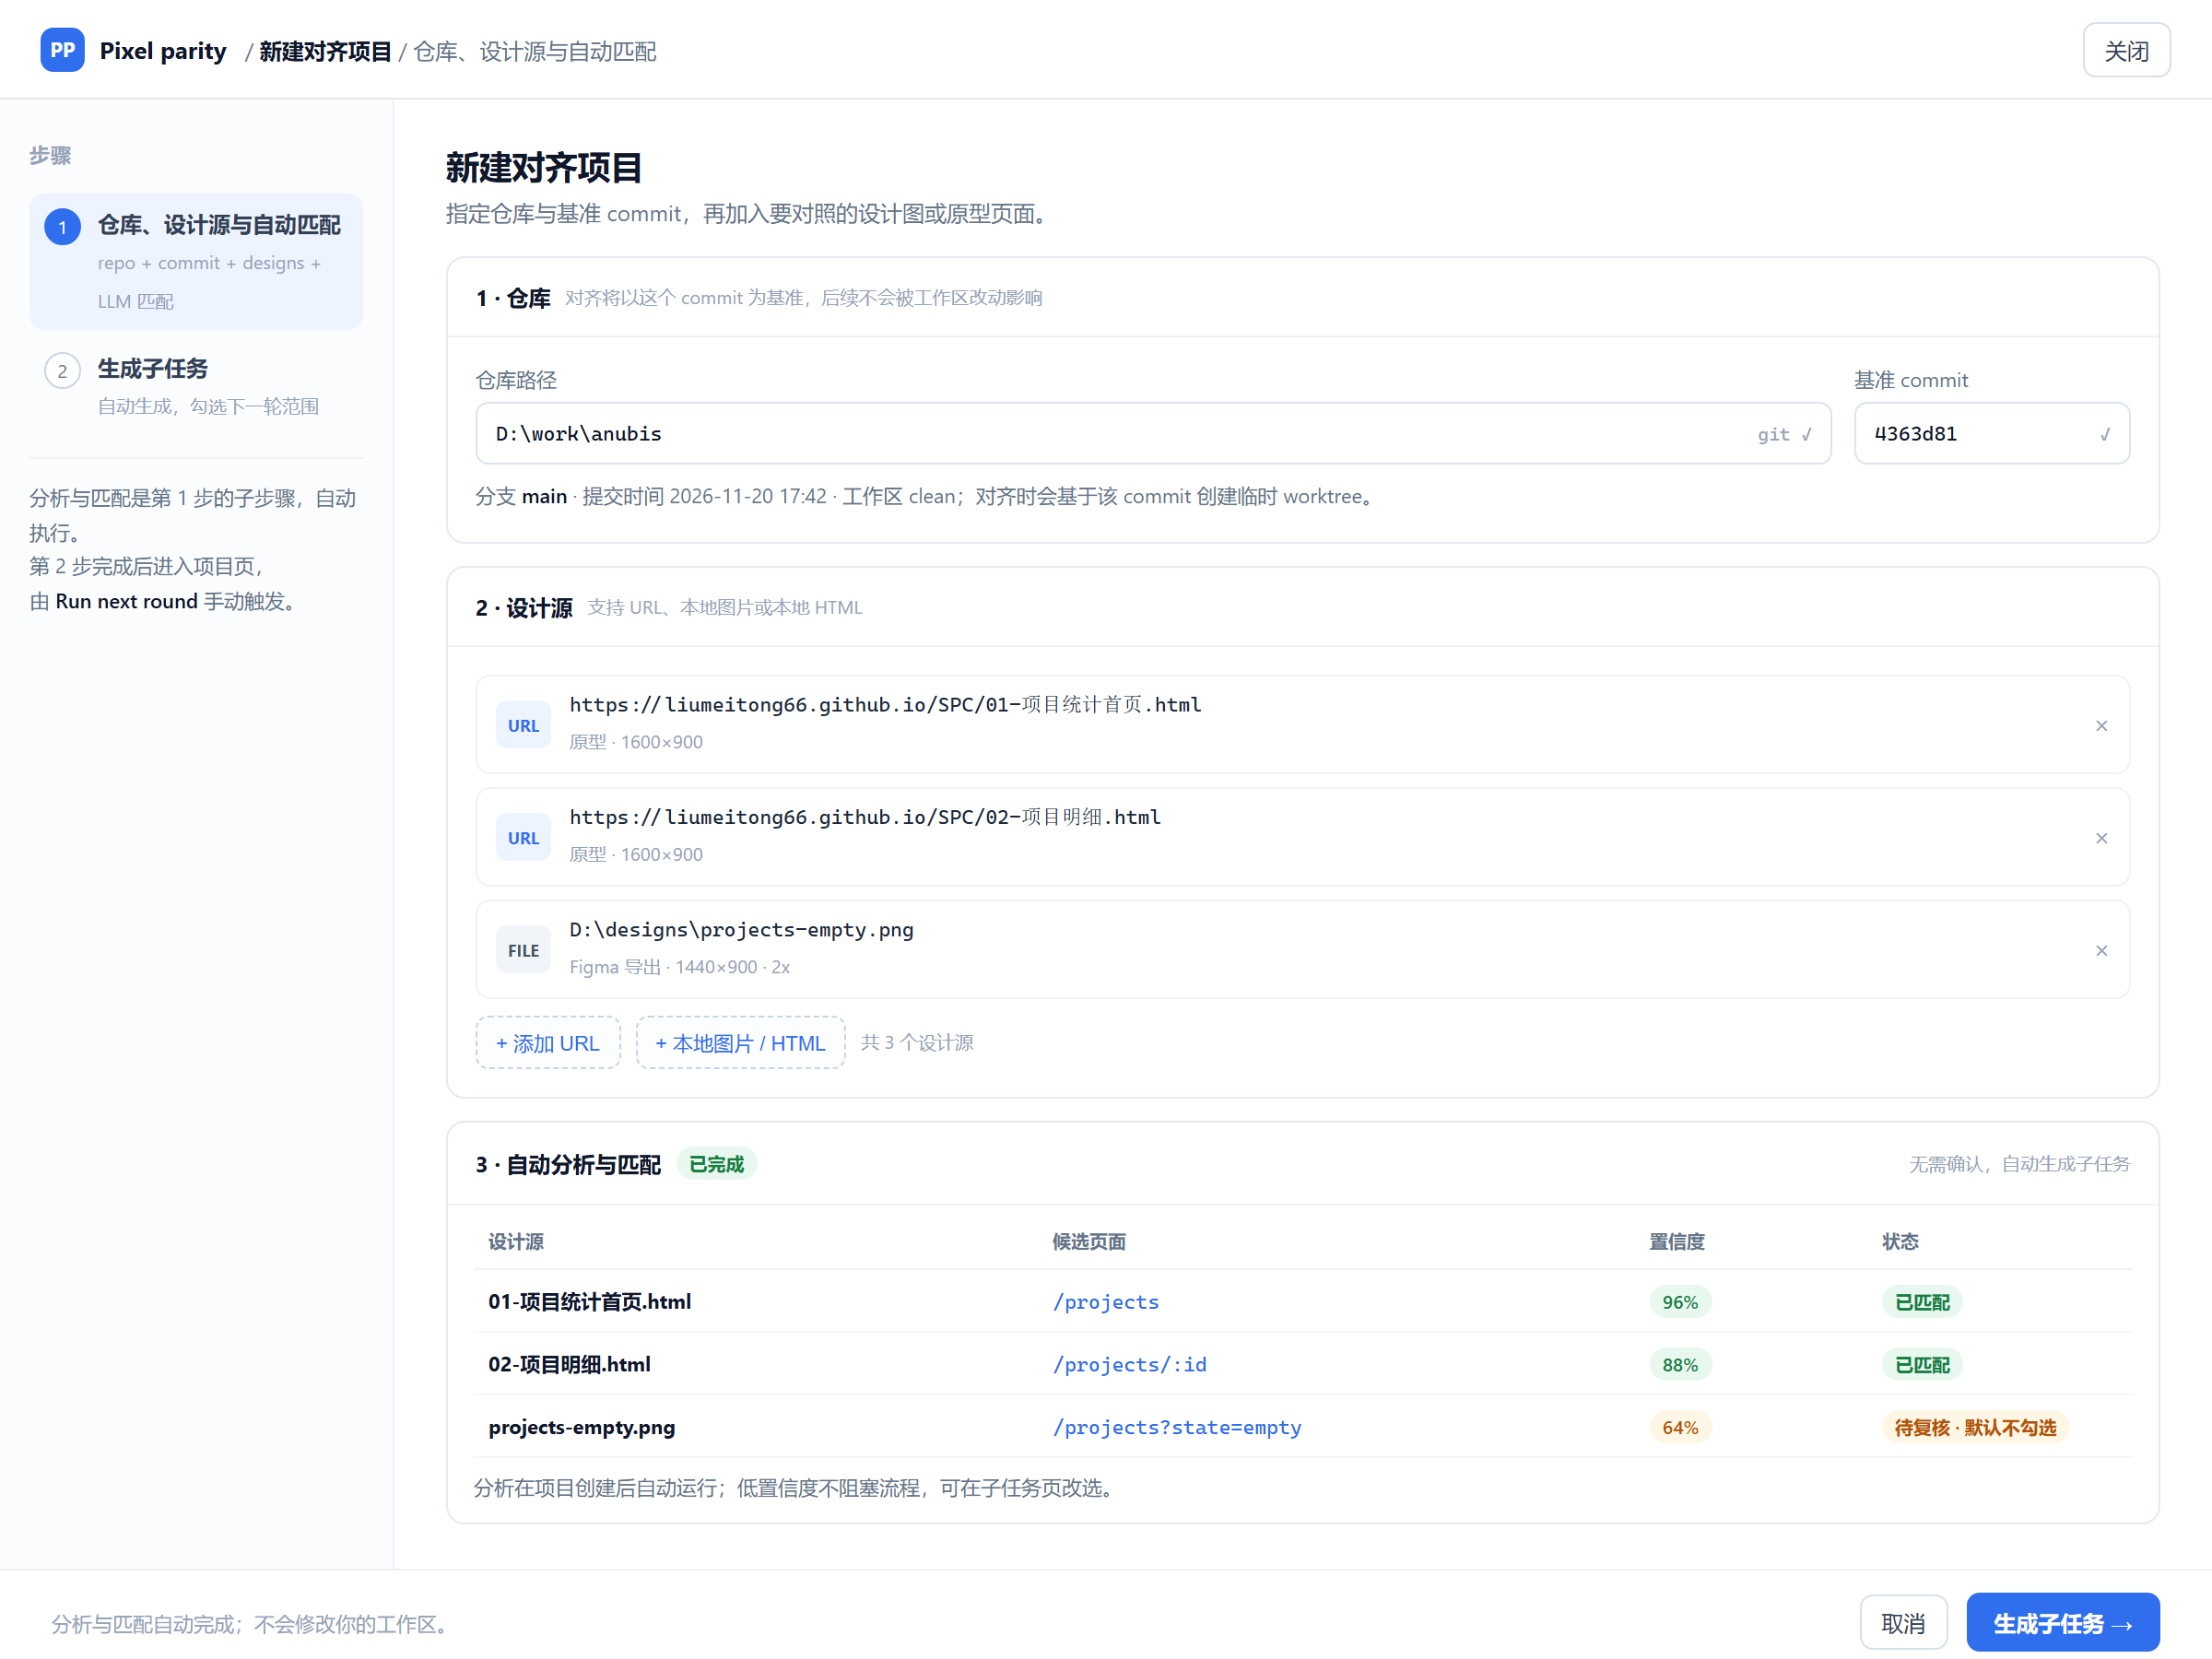 PP Pixel parity / 新建对齐项目 / 仓库、设计源与自动匹配
关闭
步骤
1 仓库、设计源与自动匹配
repo + commit + designs +
LLM 匹配
2 生成子任务
自动生成，勾选下一轮范围
分析与匹配是第 1 步的子步骤，自动
执行。
第 2 步完成后进入项目页，
由 Run next round 手动触发。
新建对齐项目
指定仓库与基准 commit，再加入要对照的设计图或原型页面。
1 · 仓库 对齐将以这个 commit 为基准，后续不会被工作区改动影响
仓库路径
D:\work\anubis git ✓
基准 commit
4363d81 ✓
分支 main · 提交时间 2026-11-20 17:42 · 工作区 clean；对齐时会基于该 commit 创建临时 worktree。
2 · 设计源 支持 URL、本地图片或本地 HTML
URL
https://liumeitong66.github.io/SPC/01-项目统计首页.html
原型 · 1600×900
×
URL
https://liumeitong66.github.io/SPC/02-项目明细.html
原型 · 1600×900
×
FILE
D:\designs\projects-empty.png
Figma 导出 · 1440×900 · 2x
×
+ 添加 URL + 本地图片 / HTML 共 3 个设计源
3 · 自动分析与匹配 已完成 无需确认，自动生成子任务
设计源 候选页面 置信度 状态
01-项目统计首页.html /projects 96% 已匹配
02-项目明细.html /projects/:id 88% 已匹配
projects-empty.png /projects?state=empty 64% 待复核 · 默认不勾选
分析在项目创建后自动运行；低置信度不阻塞流程，可在子任务页改选。
分析与匹配自动完成；不会修改你的工作区。
取消 生成子任务 →